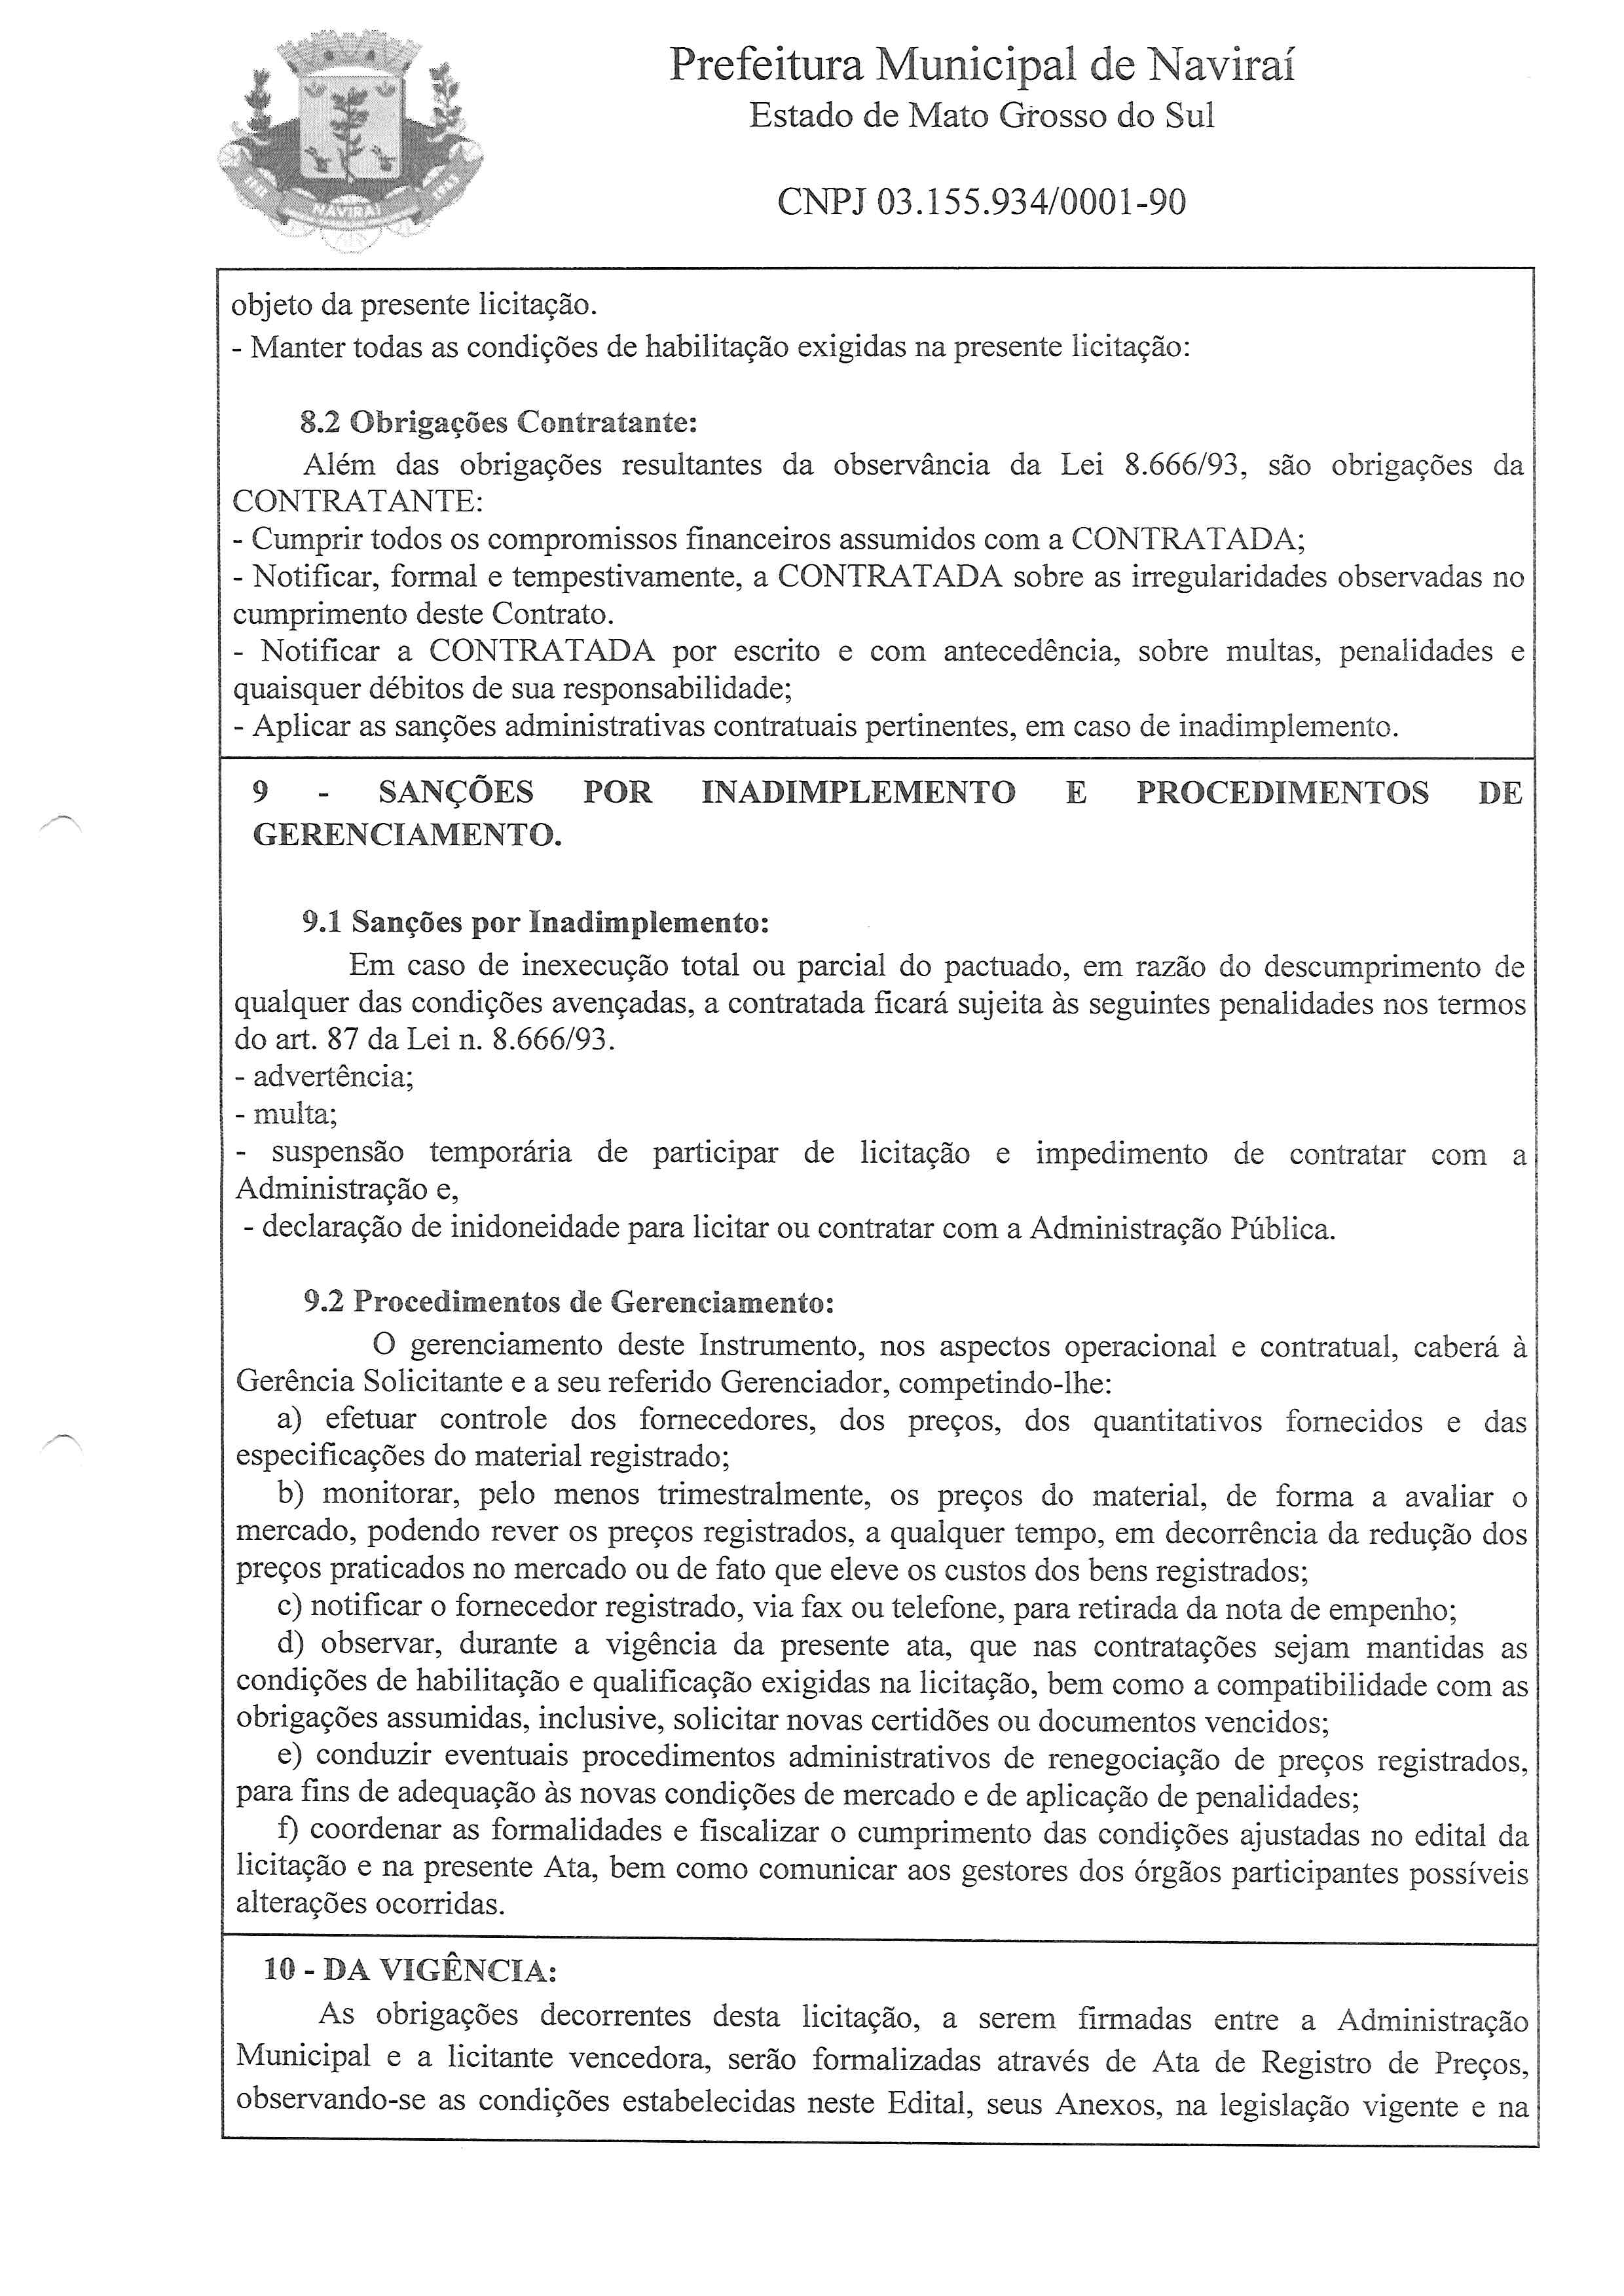 Prefeitura Municipal de Naviraí
Estado de Mato Grosso do Sul
NAVIRAÍ
1963
CNPJ 03.155.934/0001-90
objeto da presente licitação.
- Manter todas as condições de habilitação exigidas na presente licitação:
8.2 Obrigações Contratante:
Além das obrigações resultantes da observância da Lei 8.666/93, são obrigações da
CONTRATANTE:
- Cumprir todos os compromissos financeiros assumidos com a CONTRATADA;
- Notificar, formal e tempestivamente, a CONTRATADA sobre as irregularidades observadas no
cumprimento deste Contrato.
- Notificar a CONTRATADA por escrito e com antecedência, sobre multas, penalidades e
quaisquer débitos de sua responsabilidade;
- Aplicar as sanções administrativas contratuais pertinentes, em caso de inadimplemento.
9 - SANÇÕES POR INADIMPLEMENTO E PROCEDIMENTOS DE
GERENCIAMENTO.
9.1 Sanções por Inadimplemento:
Em caso de inexecução total ou parcial do pactuado, em razão do descumprimento de
qualquer das condições avençadas, a contratada ficará sujeita às seguintes penalidades nos termos
do art. 87 da Lei n. 8.666/93.
- advertência;
- multa;
- suspensão temporária de participar de licitação e impedimento de contratar com a
Administração e,
- declaração de inidoneidade para licitar ou contratar com a Administração Pública.
9.2 Procedimentos de Gerenciamento:
O gerenciamento deste Instrumento, nos aspectos operacional e contratual, caberá à
Gerência Solicitante e a seu referido Gerenciador, competindo-lhe:
a) efetuar controle dos fornecedores, dos preços, dos quantitativos fornecidos e das
especificações do material registrado;
b) monitorar, pelo menos trimestralmente, os preços do material, de forma a avaliar o
mercado, podendo rever os preços registrados, a qualquer tempo, em decorrência da redução dos
preços praticados no mercado ou de fato que eleve os custos dos bens registrados;
c) notificar o fornecedor registrado, via fax ou telefone, para retirada da nota de empenho;
d) observar, durante a vigência da presente ata, que nas contratações sejam mantidas as
condições de habilitação e qualificação exigidas na licitação, bem como a compatibilidade com as
obrigações assumidas, inclusive, solicitar novas certidões ou documentos vencidos;
e) conduzir eventuais procedimentos administrativos de renegociação de preços registrados,
para fins de adequação às novas condições de mercado e de aplicação de penalidades;
f) coordenar as formalidades e fiscalizar o cumprimento das condições ajustadas no edital da
licitação e na presente Ata, bem como comunicar aos gestores dos órgãos participantes possíveis
alterações ocorridas.
10 - DA VIGÊNCIA:
As obrigações decorrentes desta licitação, a serem firmadas entre a Administração
Municipal e a licitante vencedora, serão formalizadas através de Ata de Registro de Preços,
observando-se as condições estabelecidas neste Edital, seus Anexos, na legislação vigente e na